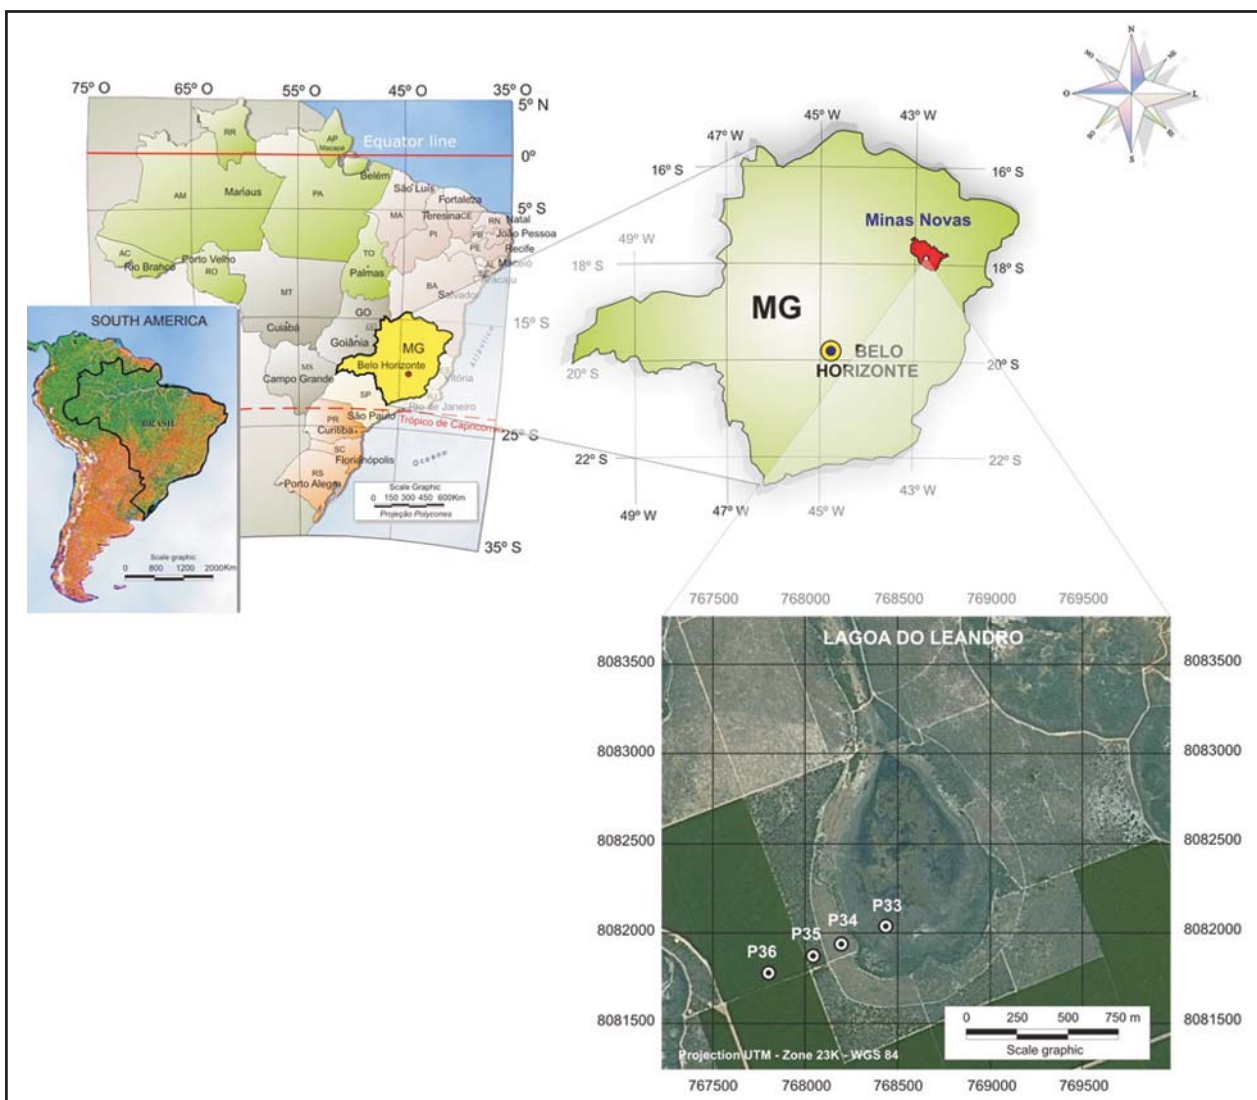 N
NO
NE
O
L
SO
SE
S
75º O
65º O
55º O
45º O
35º O
5º N
0º
5º S
15º S
25º S
35º S
Equator line
RR
AP
Macapá
Belém
AM
Manaus
PA
São Luís
Fortaleza
MA
Teresina
CE
RN
Natal
PB
João Pessoa
PI
PE
Recife
AC
Rio Branco
Porto Velho
RO
TO
Palmas
AL
Maceió
SE
Aracaju
MT
BA
Salvador
GO
Cuiabá
Goiânia
MG
Belo Horizonte
MS
Campo Grande
Vitória
SP
RJ
Rio de Janeiro
São Paulo
Trópico de Capricornio
PR
Curitiba
SC
Florianópolis
RS
Porto Alegre
Oceano
Atlântico
Scale Graphic
0 150 300 450 600Km
Projeção Polycones
SOUTH AMERICA
BRASIL
Scale graphic
0 800 1200 2000Km
47º W
45º W
43º W
16º S
16º S
Minas Novas
49º W
18º S
18º S
MG
BELO
HORIZONTE
20º S
20º S
22º S
22º S
43º W
49º W
47º W
45º W
767500 768000 768500 769000 769500
LAGOA DO LEANDRO
8083500 8083500
8083000 8083000
8082500 8082500
P33
P34
P35
P36
8082000 8082000
8081500 8081500
0 250 500 750 m
Scale graphic
Projection UTM - Zone 23K - WGS 84
767500 768000 768500 769000 769500